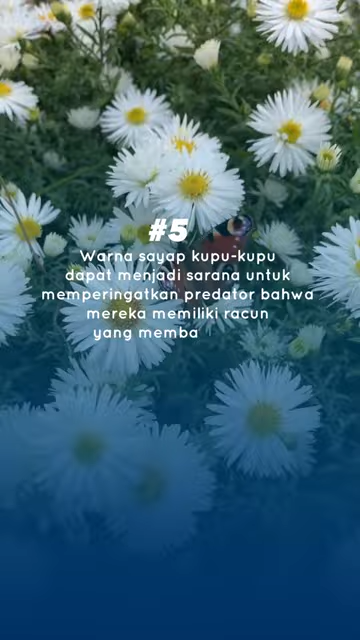 #5
Warna sayap kupu-kupu
dapat menjadi sarana untuk
memperingatkan predator bahwa
mereka memiliki racun
yang memba